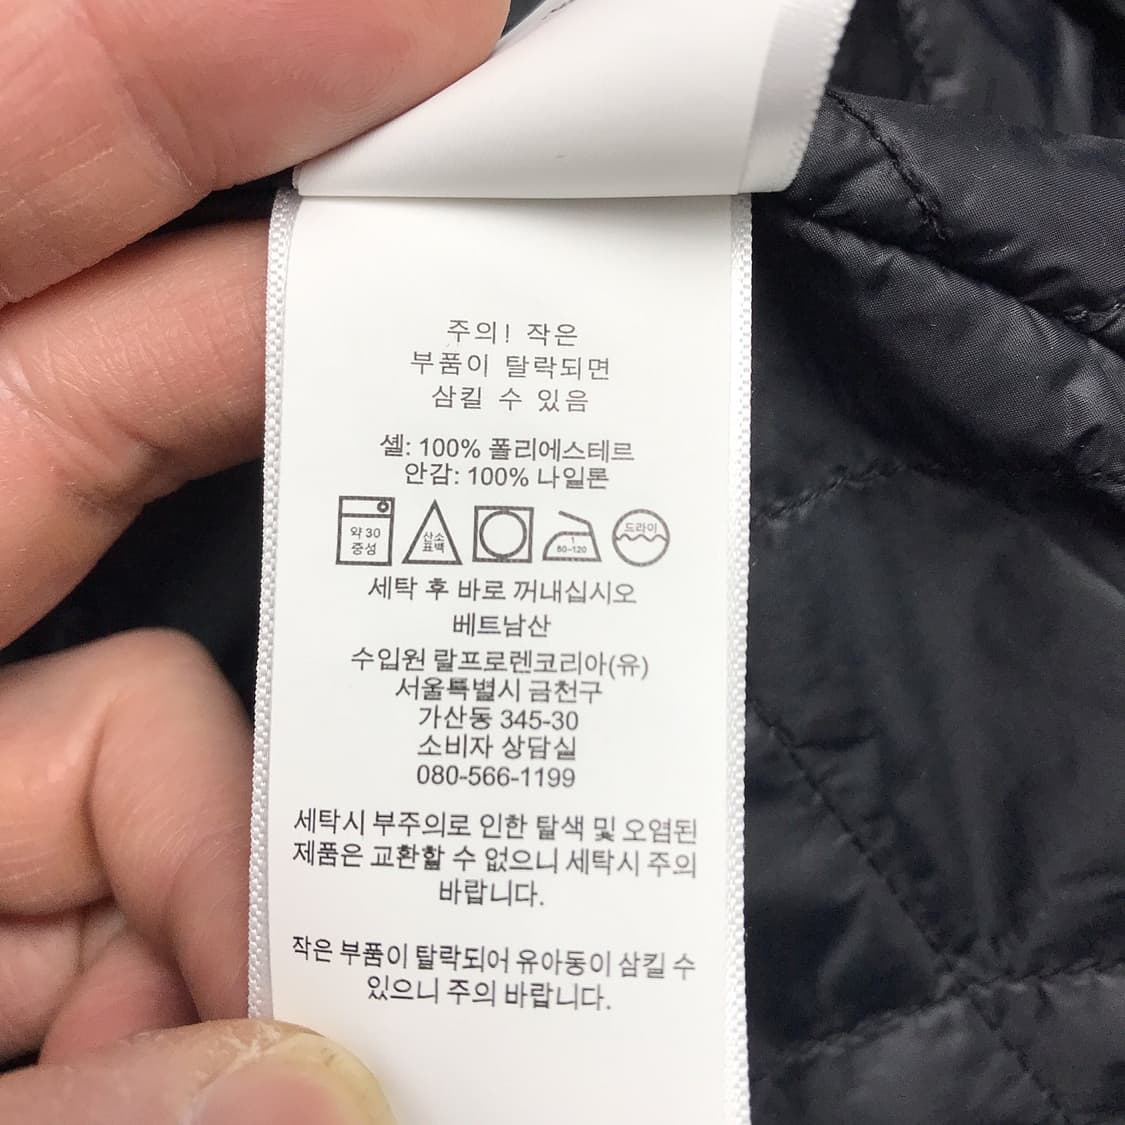 주의! 작은
부품이 탈락되면
삼킬 수 있음
셸: 100% 폴리에스테르
안감: 100% 나일론
약 30
중성
산소
표백
1
80~120
드라이
세탁 후 바로 꺼내십시오
베트남산
수입원 랄프로렌코리아(유)
서울특별시 금천구
가산동 345-30
소비자 상담실
080-566-1199
세탁시 부주의로 인한 탈색 및 오염된
제품은 교환할 수 없으니 세탁시 주의
바랍니다.
작은 부품이 탈락되어 유아동이 삼킬 수
있으니 주의 바랍니다.